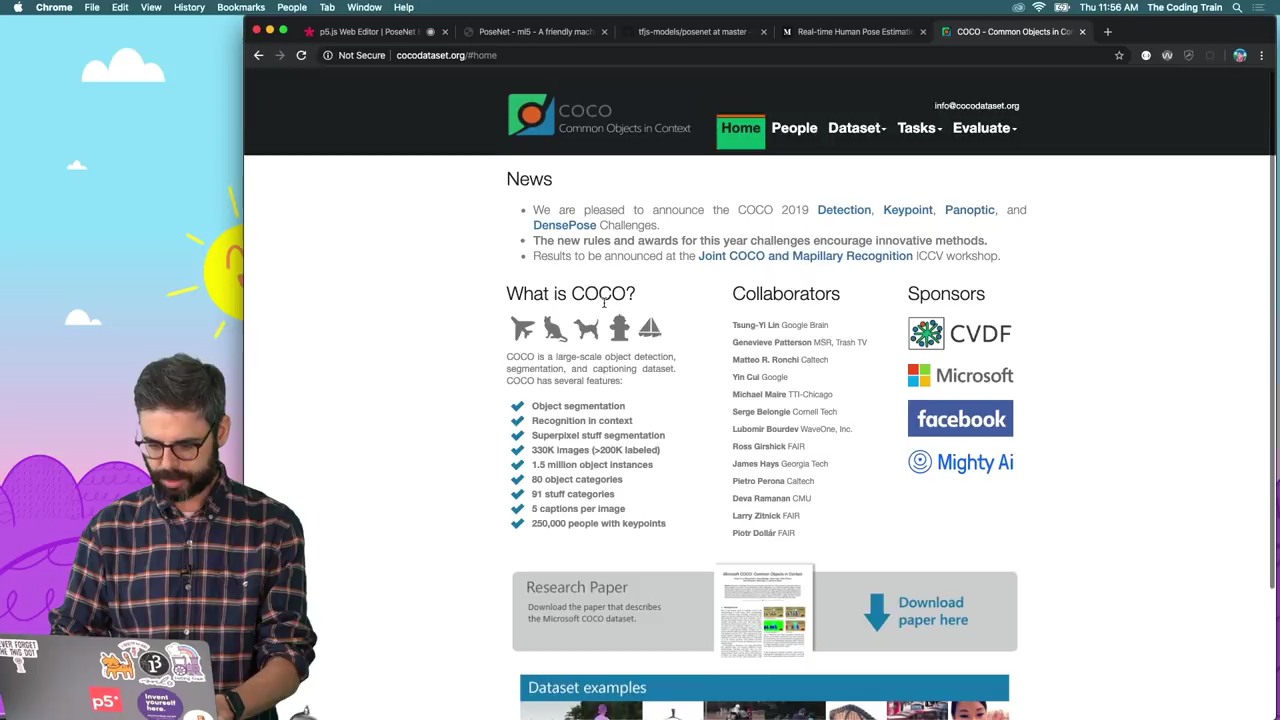 Chrome File Edit View History Bookmarks People Tab Window Help
Thu 11:56 AM The Coding Train
p5.js Web Editor | PoseNet
PoseNet - ml5 - A friendly mac
tfjs-models/posenet at master
Real-time Human Pose Estimati
COCO - Common Objects in Co
Not Secure cocodataset.org/#home
info@cocodataset.org
COCO
Common Objects in Context
Home People Dataset Tasks Evaluate
News
We are pleased to announce the COCO 2019 Detection, Keypoint, Panoptic, and
DensePose Challenges.
The new rules and awards for this year challenges encourage innovative methods.
Results to be announced at the Joint COCO and Mapillary Recognition ICCV workshop.
What is COCO?
COCO is a large-scale object detection,
segmentation, and captioning dataset.
COCO has several features:
Object segmentation
Recognition in context
Superpixel stuff segmentation
330K images (>200K labeled)
1.5 million object instances
80 object categories
91 stuff categories
5 captions per image
250,000 people with keypoints
Collaborators
Tsung-Yi Lin Google Brain
Genevieve Patterson MSR, Trash TV
Matteo R. Ronchi Caltech
Yin Cui Google
Michael Maire TTI-Chicago
Serge Belongie Cornell Tech
Lubomir Bourdev WaveOne, Inc.
Ross Girshick FAIR
James Hays Georgia Tech
Pietro Perona Caltech
Deva Ramanan CMU
Larry Zitnick FAIR
Piotr Dollár FAIR
Sponsors
CVDF
Microsoft
facebook
Mighty Ai
Research Paper
Download the paper that describes
the Microsoft COCO dataset.
Microsoft COCO: Common Objects in Context
Download
paper here
Dataset examples
p5*
Invent
yourself
here.